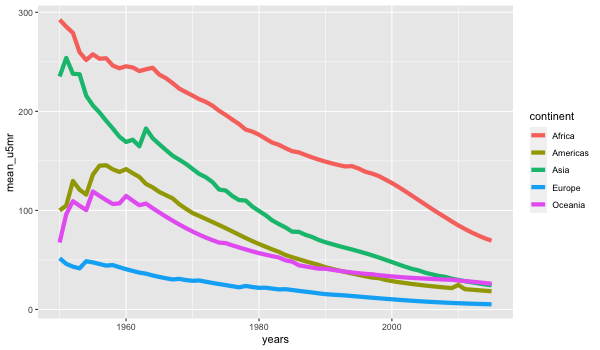 300
200
100
0
mean_u5mr
1960
1980
2000
years
continent
Africa
Americas
Asia
Europe
Oceania